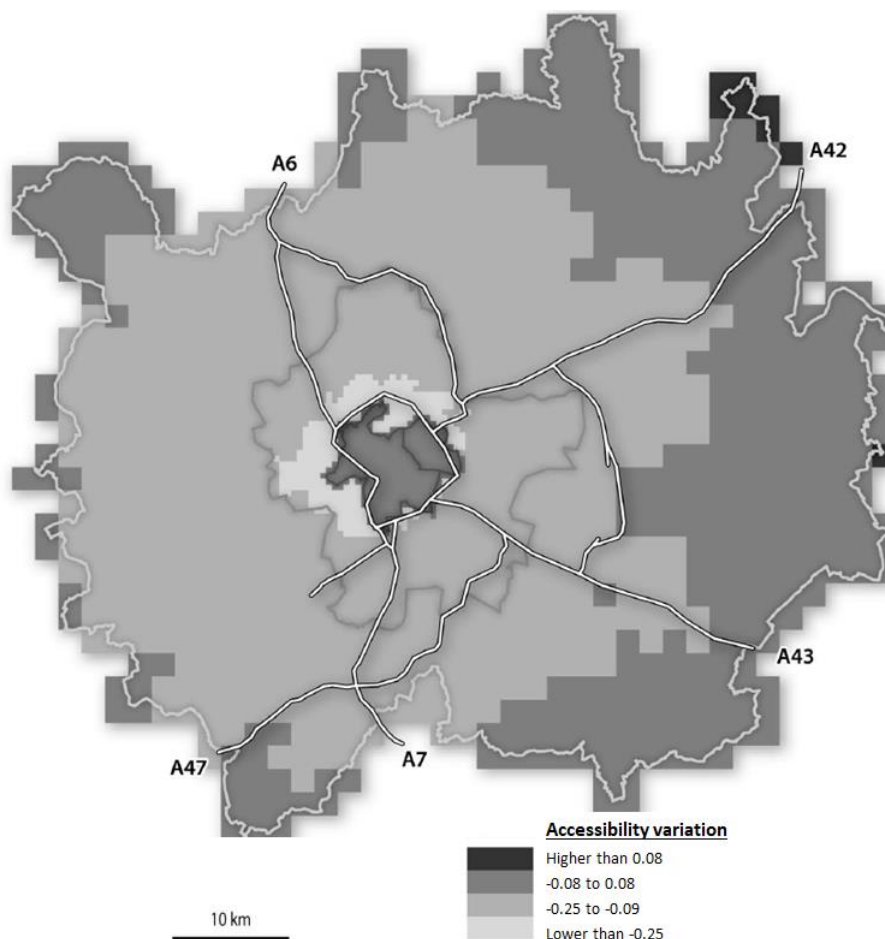 A6
A42
A43
A47
A7
Accessibility variation
Higher than 0.08
-0.08 to 0.08
-0.25 to -0.09
Lower than -0.25
10 km